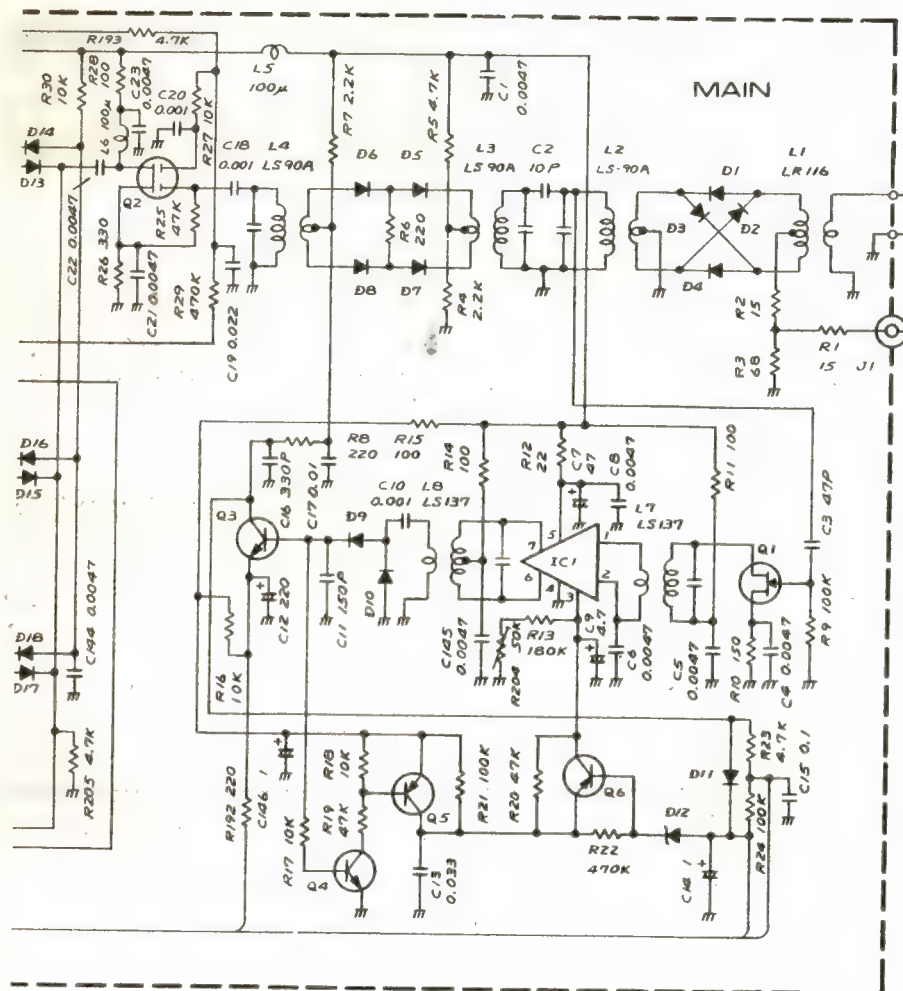 MAIN
R193 4.7K
L5
100μ
R30
10K
R28
100
L6 100μ
C23
0.0047
C20
0.001
R27 10K
C18
0.001
L4
LS90A
R7 2.2K
R5 4.7K
C1
0.0047
L3
LS90A
C2
10P
L2
LS-90A
L1
LR116
D1
D2
D3
D4
D6
D5
R6
220
D8
D7
R4
2.2K
R2
15
R3
68
R1
15
J1
D14
D13
C22 0.0047
Q2
R25
47K
R26 330
C21 0.0047
R29
470K
C19 0.022
D16
D15
D18
D17
C144 0.0047
R205 4.7K
Q3
C16 330P
R8
220
R15
100
C17 0.01
R14
100
R12
22
C7
47
C8
0.0047
R11 100
C3 47P
C10
0.001
L8
LS137
L7
LS137
D9
D10
C11 150P
C12 220
R16
10K
7
5
6
4
3
1
2
IC1
C145
0.0047
R204
50K
R13
180K
C9
4.7
C6
0.0047
C5
0.0047
Q1
R9 100K
R10 150
C4 0.0047
R192 220
C146 1
R17 10K
R18
10K
R19
47K
Q4
Q5
C13
0.033
R21 100K
R20 47K
Q6
R22
470K
D12
D11
C14 1
R23
4.7K
R24 100K
C15 0.1